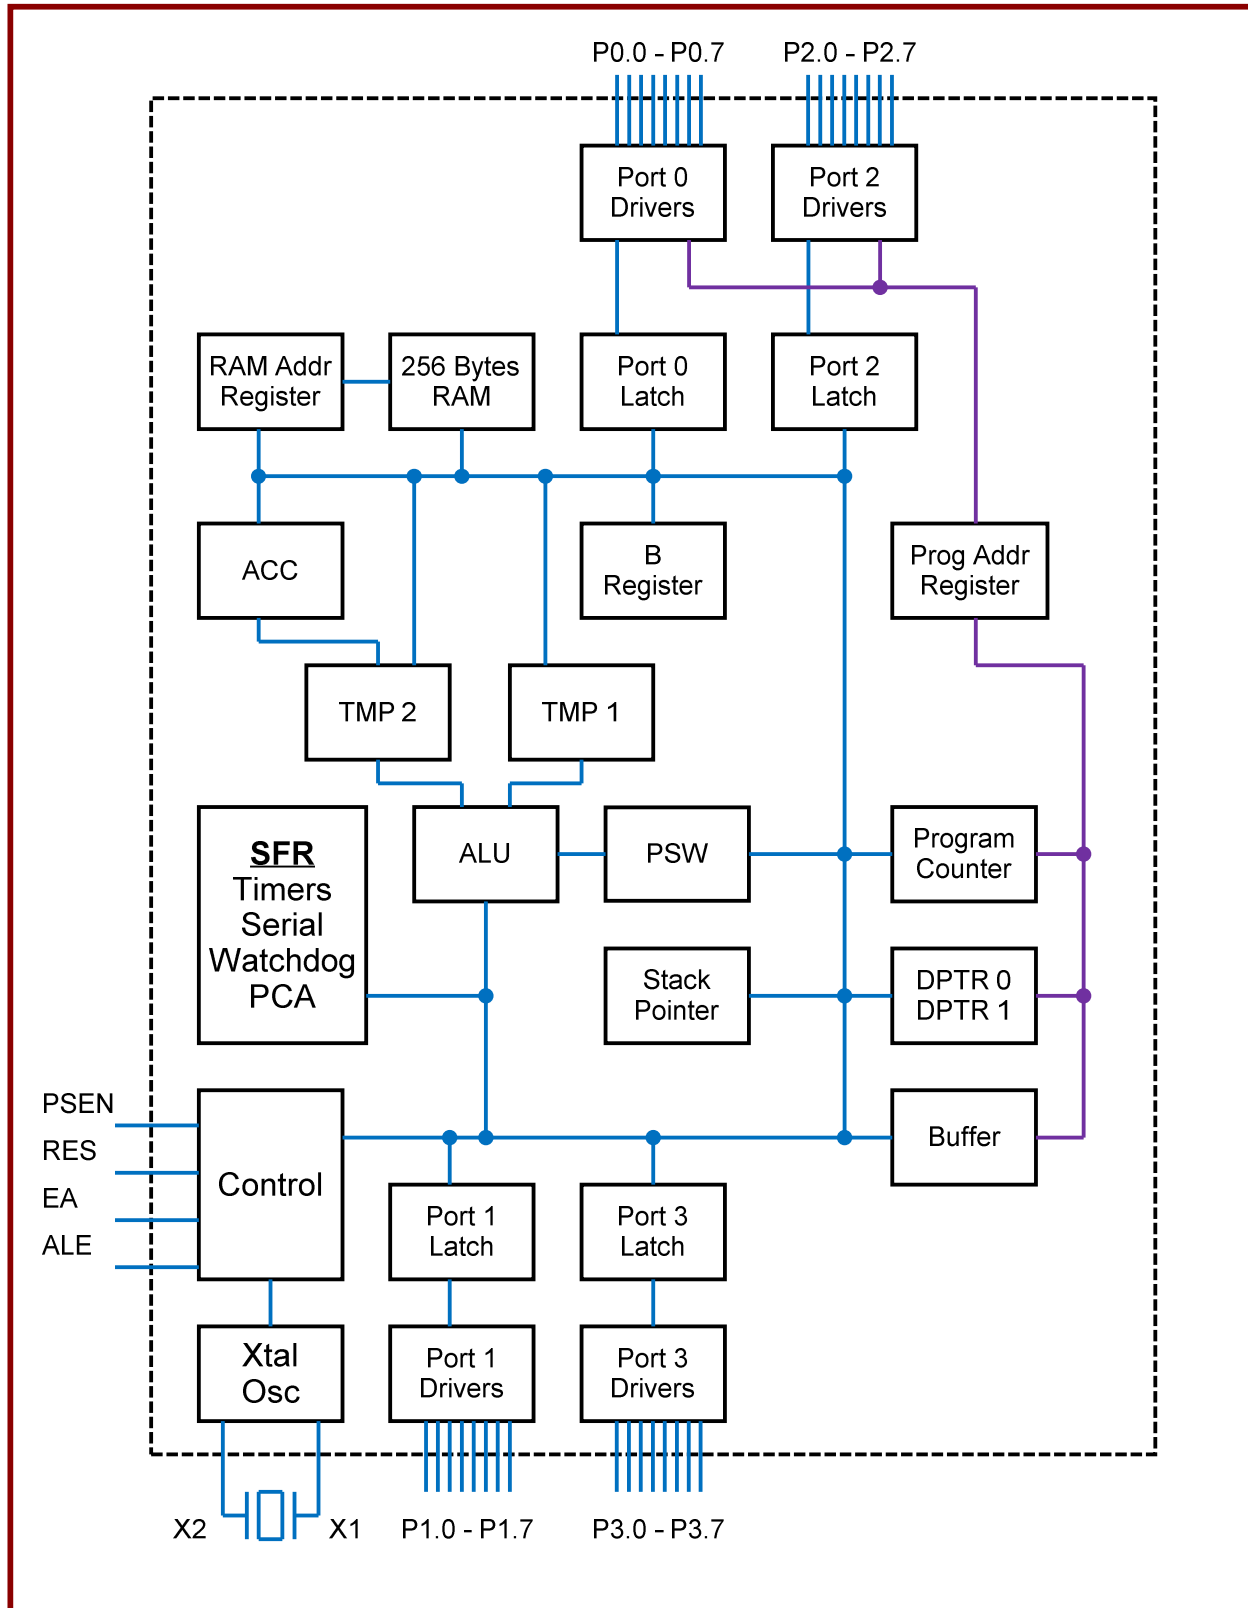 P0.0 - P0.7
P2.0 - P2.7
Port 0
Drivers
Port 2
Drivers
RAM Addr
Register
256 Bytes
RAM
Port 0
Latch
Port 2
Latch
ACC
B
Register
Prog Addr
Register
TMP 2
TMP 1
SFR
Timers
Serial
Watchdog
PCA
ALU
PSW
Program
Counter
Stack
Pointer
DPTR 0
DPTR 1
PSEN
RES
EA
ALE
Control
Buffer
Port 1
Latch
Port 3
Latch
Xtal
Osc
Port 1
Drivers
Port 3
Drivers
X2
X1
P1.0 - P1.7
P3.0 - P3.7